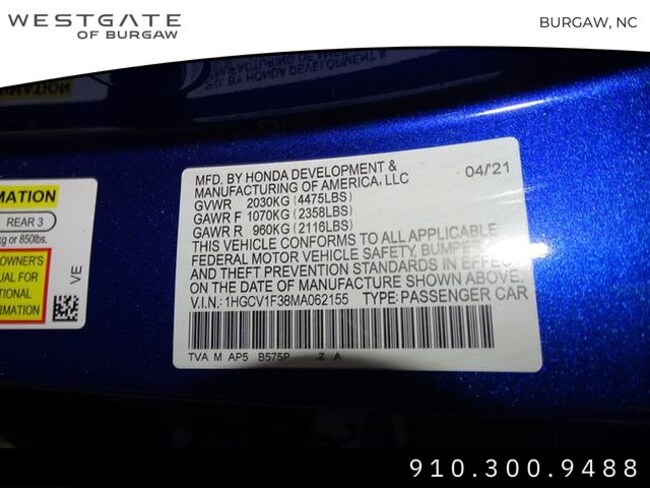 WESTGATE
OF BURGAW
BURGAW, NC
MATION
REAR 3
kg or 850lbs.
OWNER'S
UAL FOR
TIONAL
RMATION
VE
MFD. BY HONDA DEVELOPMENT &
MANUFACTURING OF AMERICA, LLC
04/'21
GVWR 2030KG (4475LBS)
GAWR F 1070KG (2358LBS)
GAWR R 960KG (2116LBS)
THIS VEHICLE CONFORMS TO ALL APPLICABLE
FEDERAL MOTOR VEHICLE SAFETY, BUMPER
AND THEFT PREVENTION STANDARDS IN EFFECT
ON THE DATE OF MANUFACTURE SHOWN ABOVE.
V.I.N.: 1HGCV1F38MA062155 TYPE: PASSENGER CAR
TVA M AP5 B575P Z A
910.300.9488